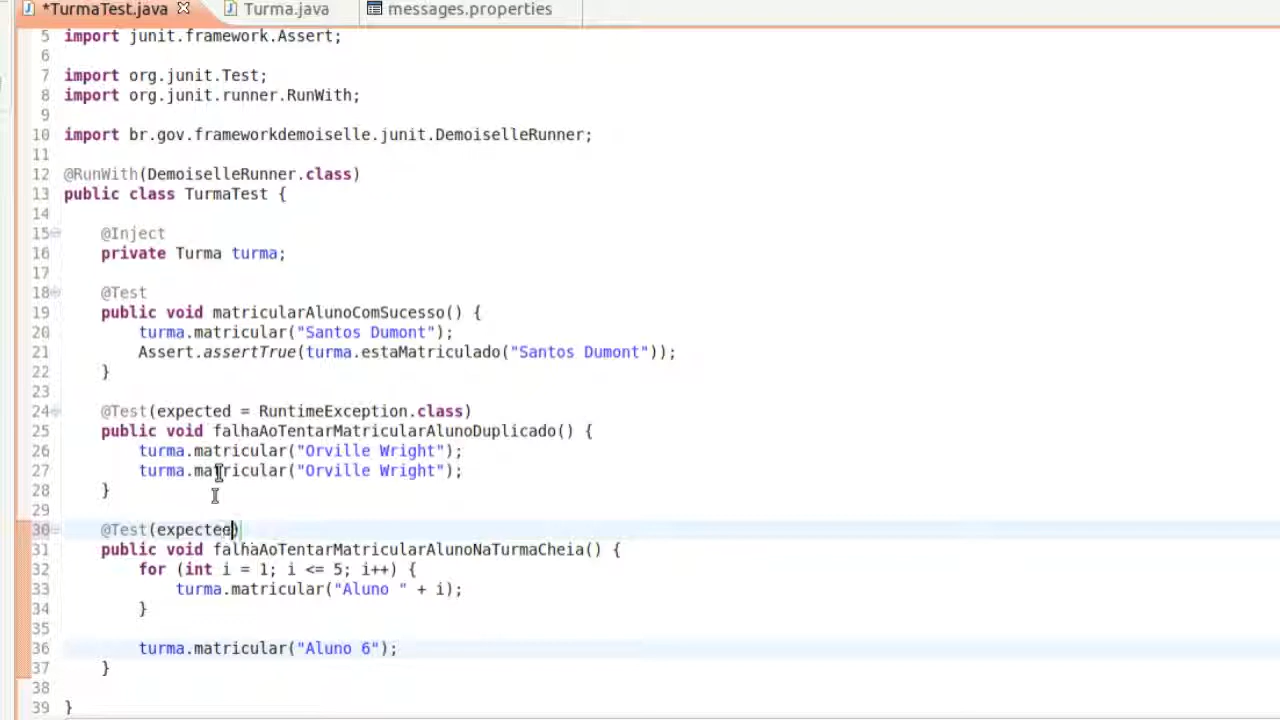 *TurmaTest.java Turma.java messages.properties
5 import junit.framework.Assert;
6
7 import org.junit.Test;
8 import org.junit.runner.RunWith;
9
10 import br.gov.frameworkdemoiselle.junit.DemoiselleRunner;
11
12 @RunWith(DemoiselleRunner.class)
13 public class TurmaTest {
14
15 @Inject
16 private Turma turma;
17
18 @Test
19 public void matricularAlunoComSucesso() {
20 turma.matricular("Santos Dumont");
21 Assert.assertTrue(turma.estaMatriculado("Santos Dumont"));
22 }
23
24 @Test(expected = RuntimeException.class)
25 public void falhaAoTentarMatricularAlunoDuplicado() {
26 turma.matricular("Orville Wright");
27 turma.matricular("Orville Wright");
28 }
29
30 @Test(expected)
31 public void falhaAoTentarMatricularAlunoNaTurmaCheia() {
32 for (int i = 1; i <= 5; i++) {
33 turma.matricular("Aluno " + i);
34 }
35
36 turma.matricular("Aluno 6");
37 }
38
39 }